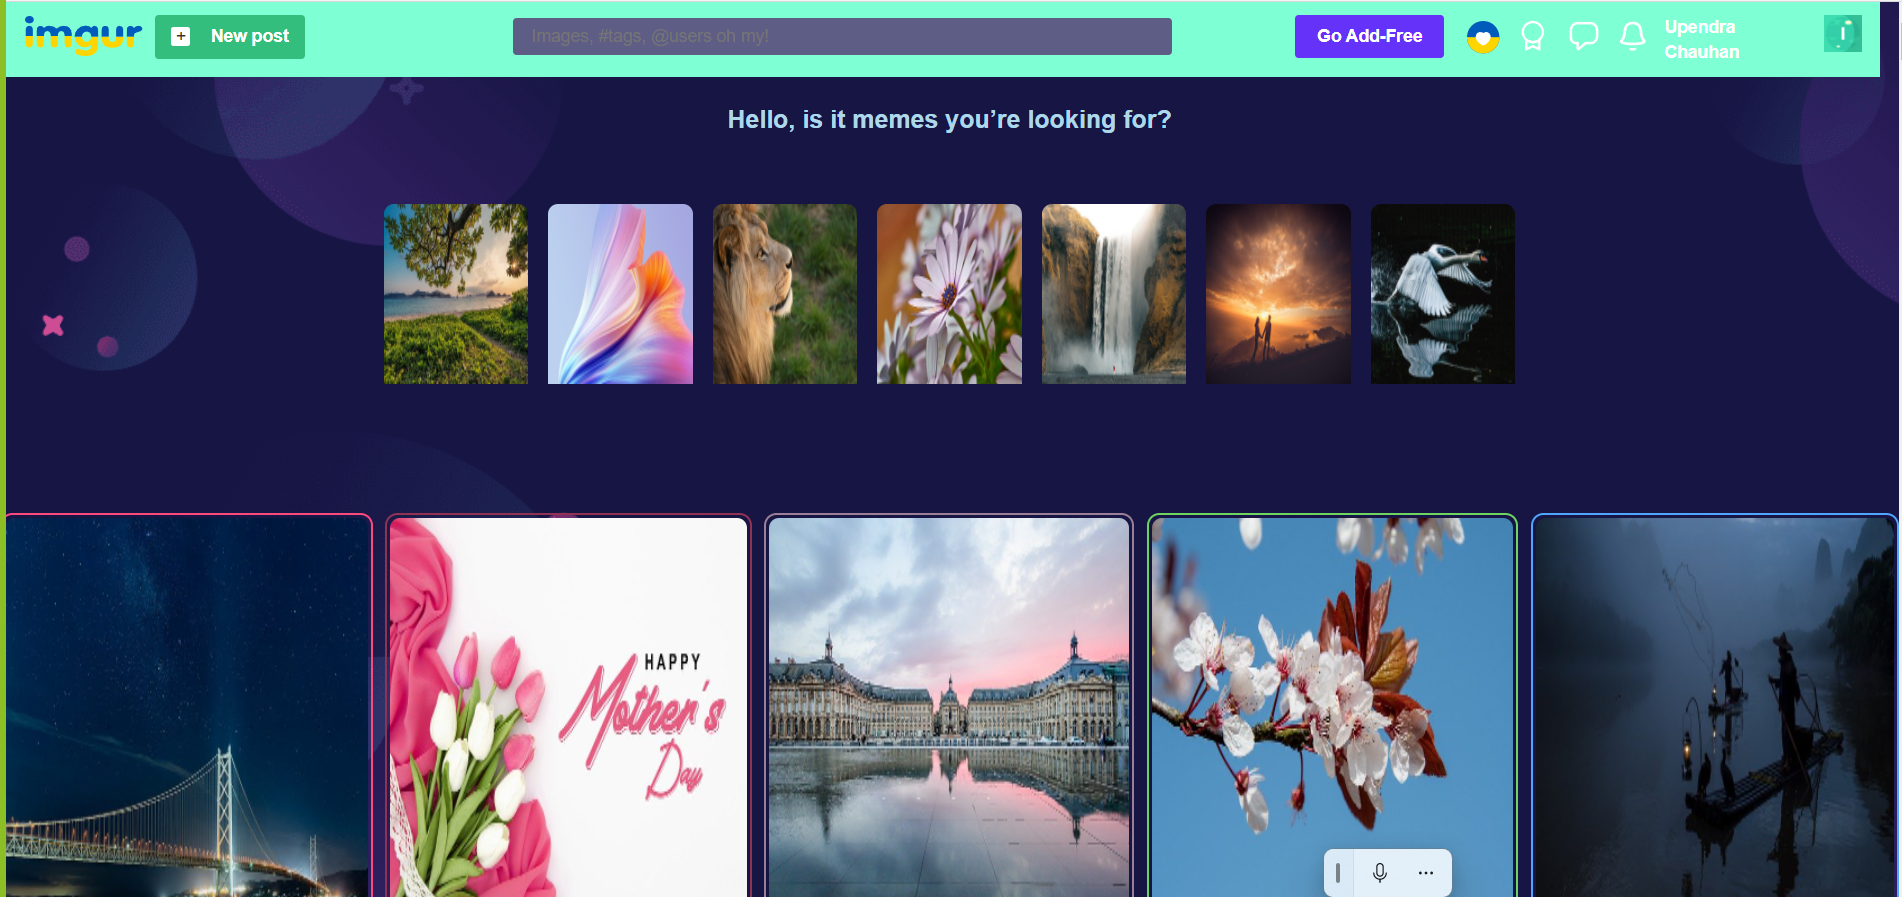 imgur
New post
Images, #tags, @users oh my!
Go Add-Free
Upendra
Chauhan
Hello, is it memes you’re looking for?
HAPPY
Mother's
Day